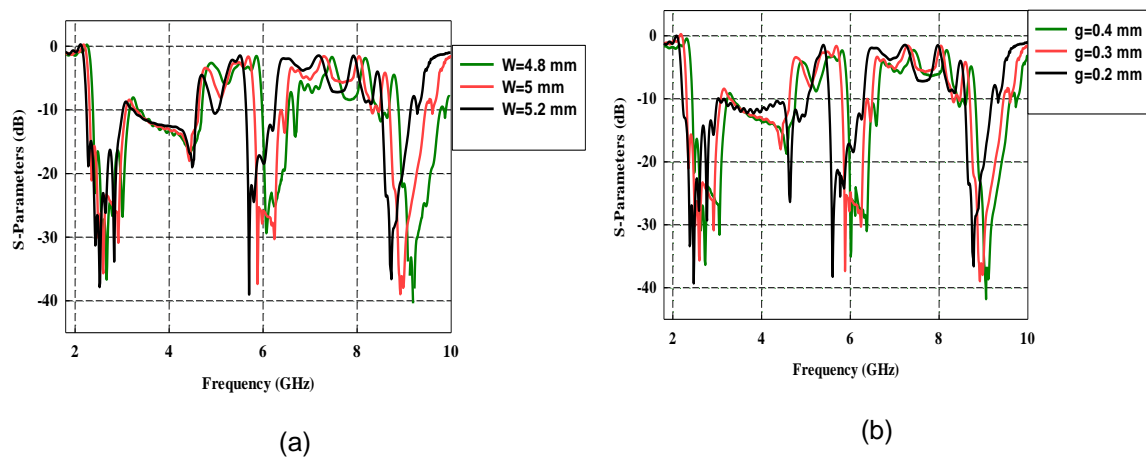 0
-10
-20
-30
-40
S-Parameters (dB)
2 4 6 8 10
Frequency (GHz)
W=4.8 mm
W=5 mm
W=5.2 mm
(a)
0
-10
-20
-30
-40
S-Parameters (dB)
2 4 6 8 10
Frequency (GHz)
g=0.4 mm
g=0.3 mm
g=0.2 mm
(b)